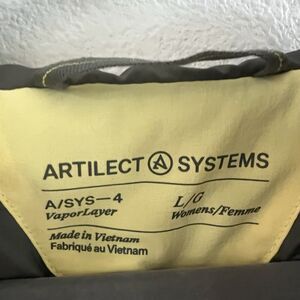 ARTILECT A SYSTEMS
A/SYS—4 L/G
VaporLayer Womens/Femme
Made in Vietnam
Fabriqué au Vietnam